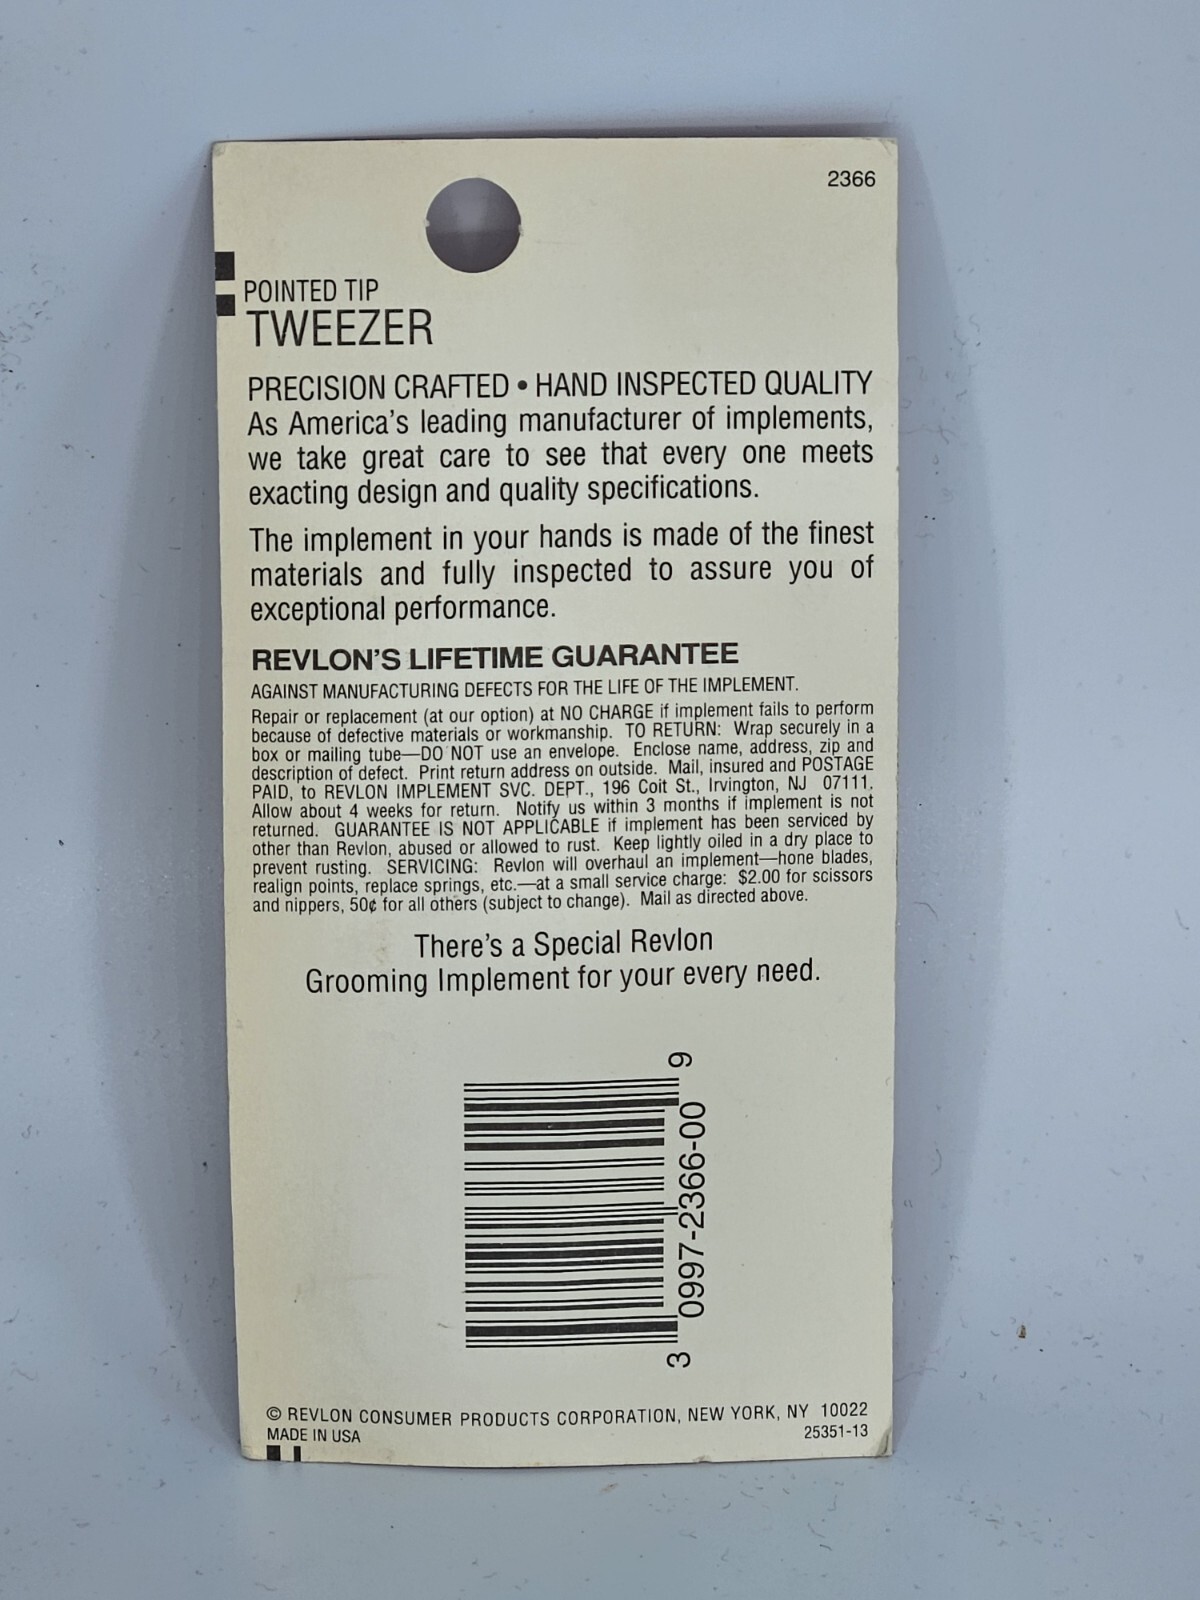 2366
POINTED TIP
TWEEZER
PRECISION CRAFTED • HAND INSPECTED QUALITY
As America's leading manufacturer of implements,
we take great care to see that every one meets
exacting design and quality specifications.
The implement in your hands is made of the finest
materials and fully inspected to assure you of
exceptional performance.
REVLON'S LIFETIME GUARANTEE
AGAINST MANUFACTURING DEFECTS FOR THE LIFE OF THE IMPLEMENT.
Repair or replacement (at our option) at NO CHARGE if implement fails to perform
because of defective materials or workmanship. TO RETURN: Wrap securely in a
box or mailing tube—DO NOT use an envelope. Enclose name, address, zip and
description of defect. Print return address on outside. Mail, insured and POSTAGE
PAID, to REVLON IMPLEMENT SVC. DEPT., 196 Coit St., Irvington, NJ 07111.
Allow about 4 weeks for return. Notify us within 3 months if implement is not
returned. GUARANTEE IS NOT APPLICABLE if implement has been serviced by
other than Revlon, abused or allowed to rust. Keep lightly oiled in a dry place to
prevent rusting. SERVICING: Revlon will overhaul an implement—hone blades,
realign points, replace springs, etc.—at a small service charge: $2.00 for scissors
and nippers, 50¢ for all others (subject to change). Mail as directed above.
There's a Special Revlon
Grooming Implement for your every need.
3 0997-2366-00 9
© REVLON CONSUMER PRODUCTS CORPORATION, NEW YORK, NY 10022
MADE IN USA 25351-13